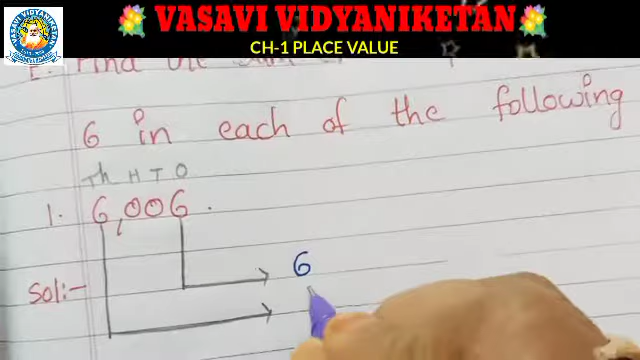 VASAVI VIDYANIKETAN
CH-1 PLACE VALUE
6 in each of the following
Th H T O
1. 6,006.
Sol:-
6